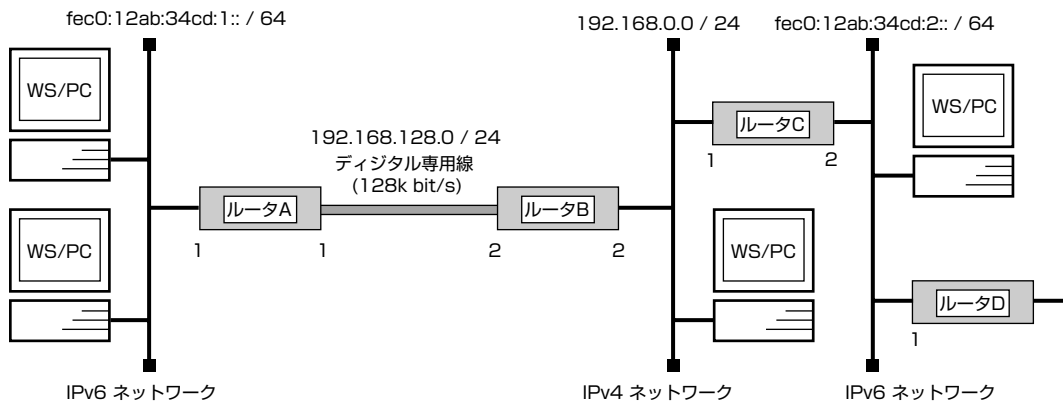 fec0:12ab:34cd:1:: / 64
192.168.0.0 / 24
fec0:12ab:34cd:2:: / 64
WS/PC
WS/PC
192.168.128.0 / 24
ディジタル専用線
(128k bit/s)
ルータC
1
2
ルータA
ルータB
1
1
2
2
WS/PC
WS/PC
ルータD
1
IPv6 ネットワーク
IPv4 ネットワーク
IPv6 ネットワーク